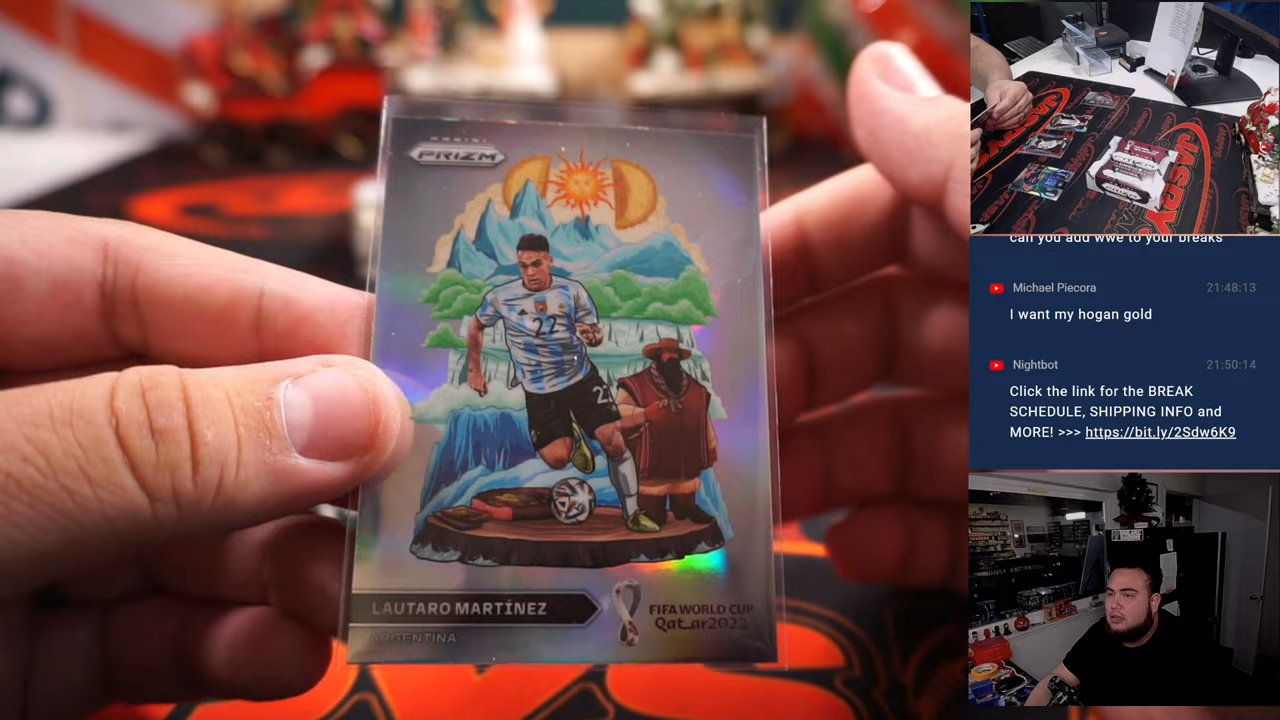 PANINI
PRIZM
22
22
LAUTARO MARTÍNEZ
ARGENTINA
FIFA WORLD CUP
Qatar2022
JASPY
can you add wwe to your breaks
Michael Piecora 21:48:13
I want my hogan gold
Nightbot 21:50:14
Click the link for the BREAK
SCHEDULE, SHIPPING INFO and
MORE! >>> https://bit.ly/2Sdw6K9